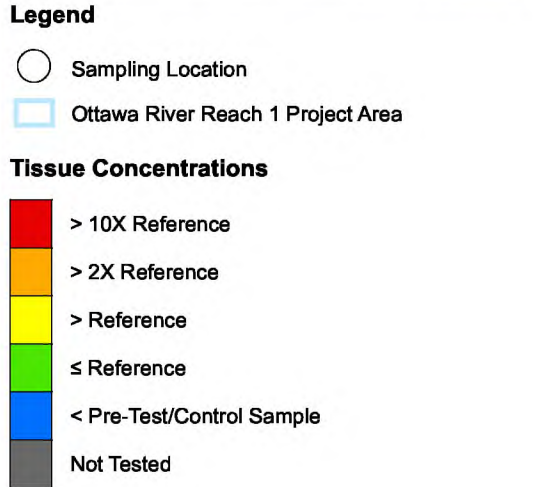 Legend
Sampling Location
Ottawa River Reach 1 Project Area
Tissue Concentrations
> 10X Reference
> 2X Reference
> Reference
≤ Reference
< Pre-Test/Control Sample
Not Tested